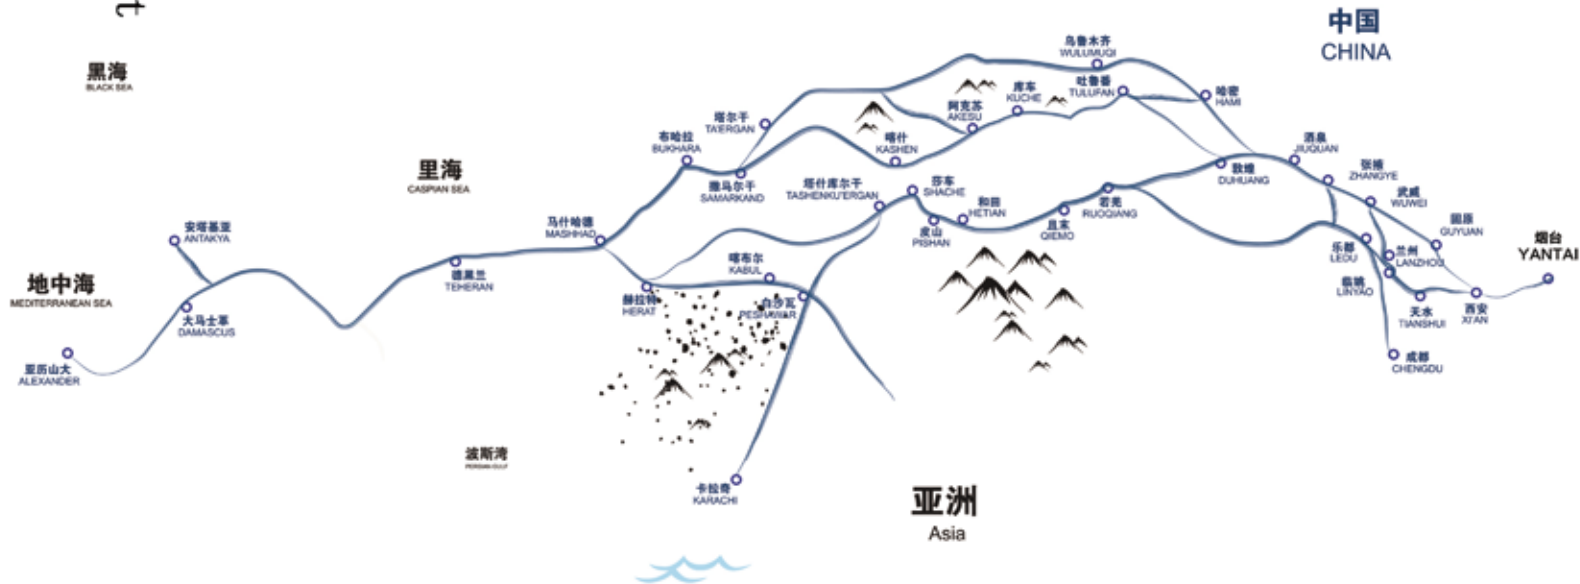 t
中国
CHINA
黑海
BLACK SEA
乌鲁木齐
WULUMUQI
吐鲁番
TULUFAN
库车
KUCHE
哈密
HAMI
阿克苏
AKESU
塔尔干
TA'ERGAN
布哈拉
BUKHARA
喀什
KASHEN
酒泉
JIUQUAN
里海
CASPIAN SEA
撒马尔干
SAMARKAND
塔什库尔干
TASHENKU'ERGAN
莎车
SHACHE
敦煌
DUHUANG
张掖
ZHANGYE
武威
WUWEI
和田
HETIAN
若羌
RUOQIANG
固原
GUYUAN
安塔基亚
ANTAKYA
马什哈德
MASHHAD
皮山
PISHAN
且末
QIEMO
乐都
LEDU
兰州
LANZHOU
烟台
YANTAI
地中海
MEDITERRANEAN SEA
德黑兰
TEHERAN
喀布尔
KABUL
临洮
LINYAO
大马士革
DAMASCUS
赫拉特
HERAT
白沙瓦
PESHAWAR
天水
TIANSHUI
西安
XI'AN
亚历山大
ALEXANDER
成都
CHENGDU
波斯湾
PERSIAN GULF
卡拉奇
KARACHI
亚洲
Asia